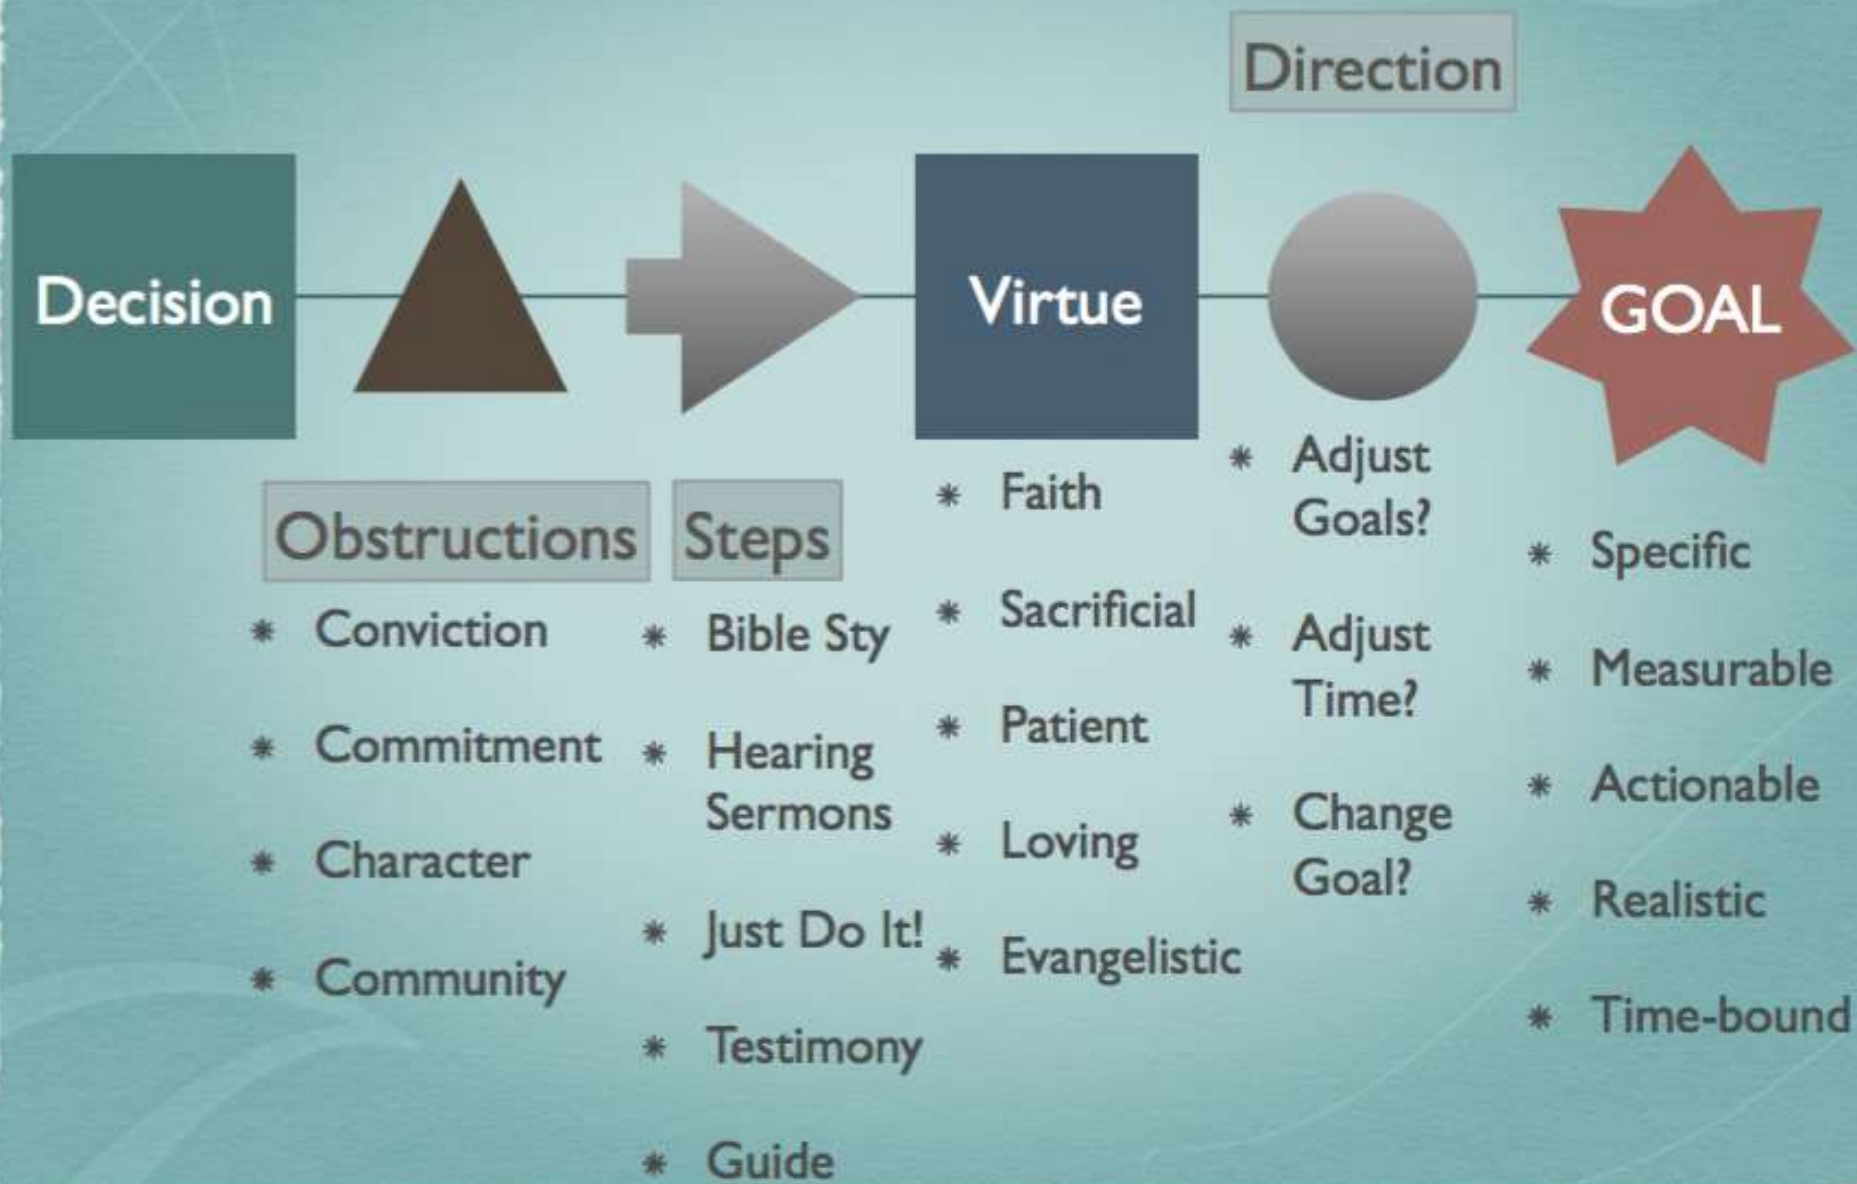 Direction
Decision
Virtue
GOAL
Obstructions
* Conviction
* Commitment
* Character
* Community
Steps
* Bible Sty
* Hearing
Sermons
* Just Do It!
* Testimony
* Guide
* Faith
* Sacrificial
* Patient
* Loving
* Evangelistic
* Adjust
Goals?
* Adjust
Time?
* Change
Goal?
* Specific
* Measurable
* Actionable
* Realistic
* Time-bound